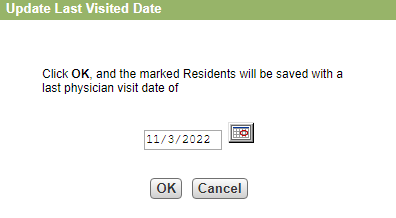 Update Last Visited Date
Click OK, and the marked Residents will be saved with a
last physician visit date of
11/3/2022
OK Cancel